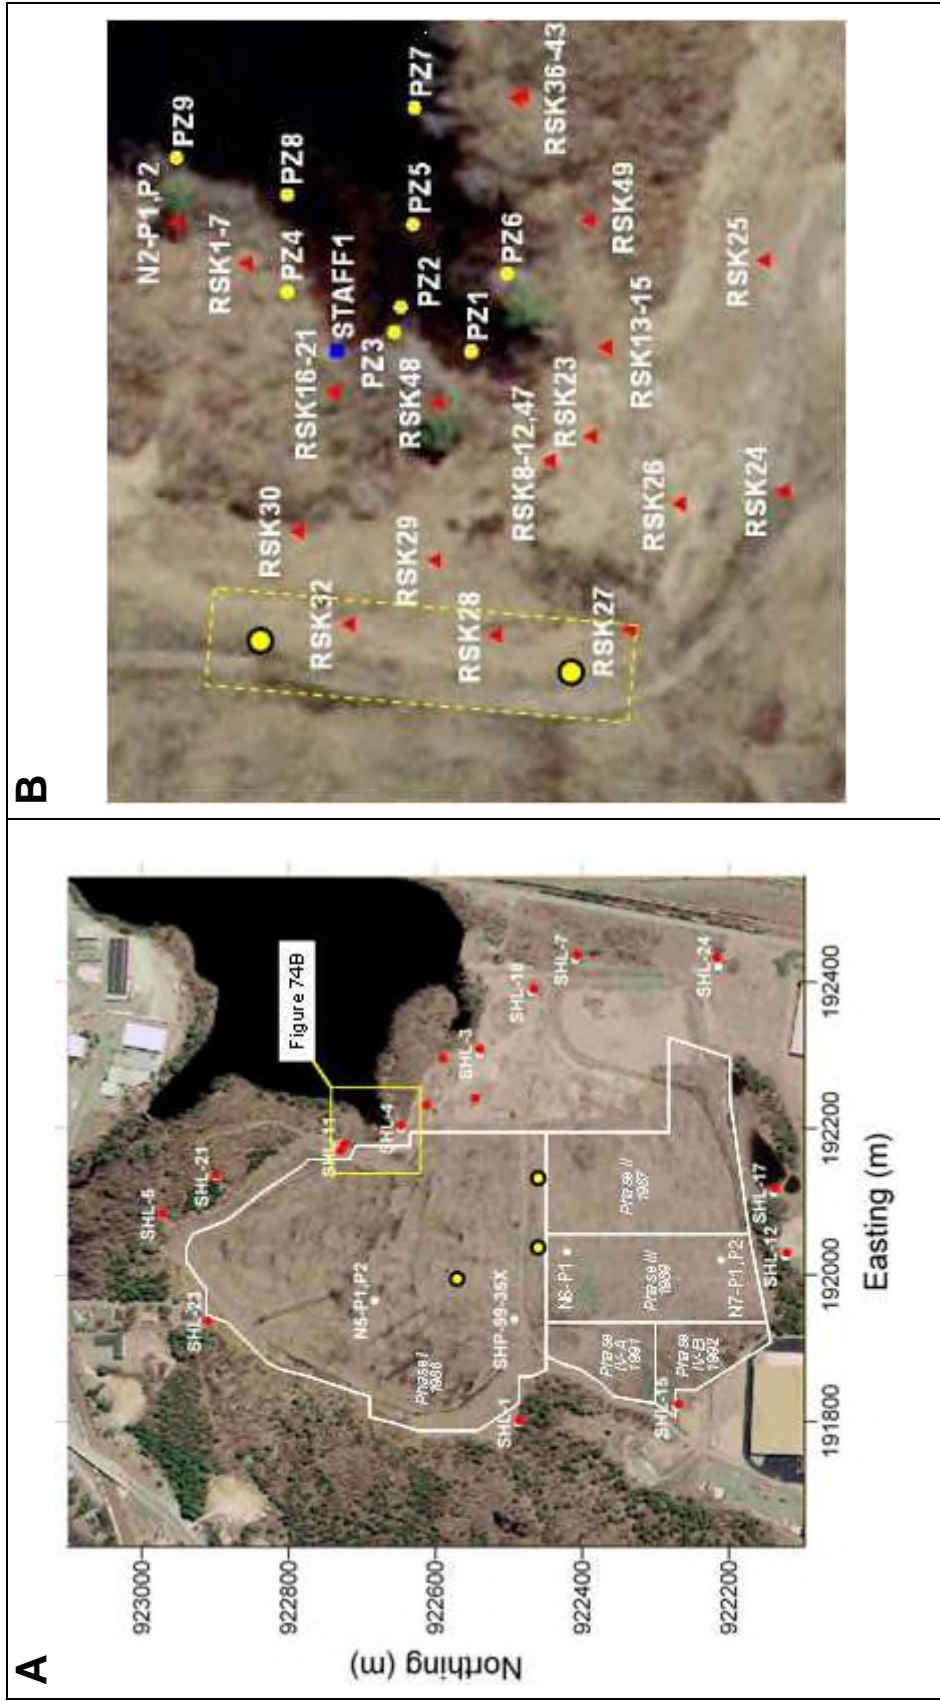 A
Northing (m)
923000
922800
922600
922400
922200
191800
192000
192200
192400
Easting (m)
Figure 74B
SHL-5
SHL-21
SHL-23
SHL-11
SHL-4
SHL-3
SHL-10
SHL-7
SHL-24
SHL-17
SHL-12
SHL-15
SHL-1
N5-P1,P2
SHP-99-35X
N6-P1
N7-P1, P2
Phase I
Phase II
1987
Phase III
1989
Phase
IV-A
1991
Phase
IV-B
1992
B
N2-P1,P2
PZ9
RSK1-7
PZ8
PZ4
STAFF1
RSK16-21
PZ7
PZ5
PZ2
PZ3
RSK48
RSK30
RSK32
RSK29
RSK28
RSK27
PZ1
PZ6
RSK36-43
RSK8-12,47
RSK23
RSK49
RSK13-15
RSK26
RSK25
RSK24